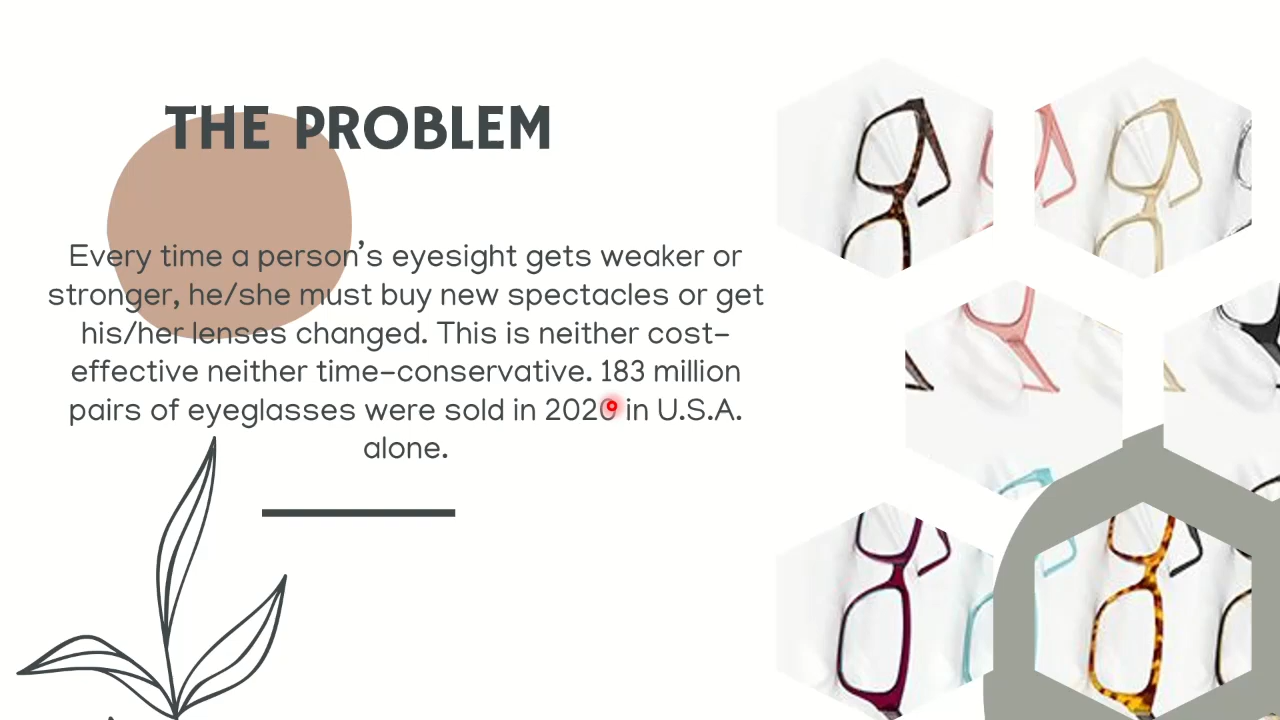 THE PROBLEM
Every time a person's eyesight gets weaker or
stronger, he/she must buy new spectacles or get
his/her lenses changed. This is neither cost-
effective neither time-conservative. 183 million
pairs of eyeglasses were sold in 2020 in U.S.A.
alone.